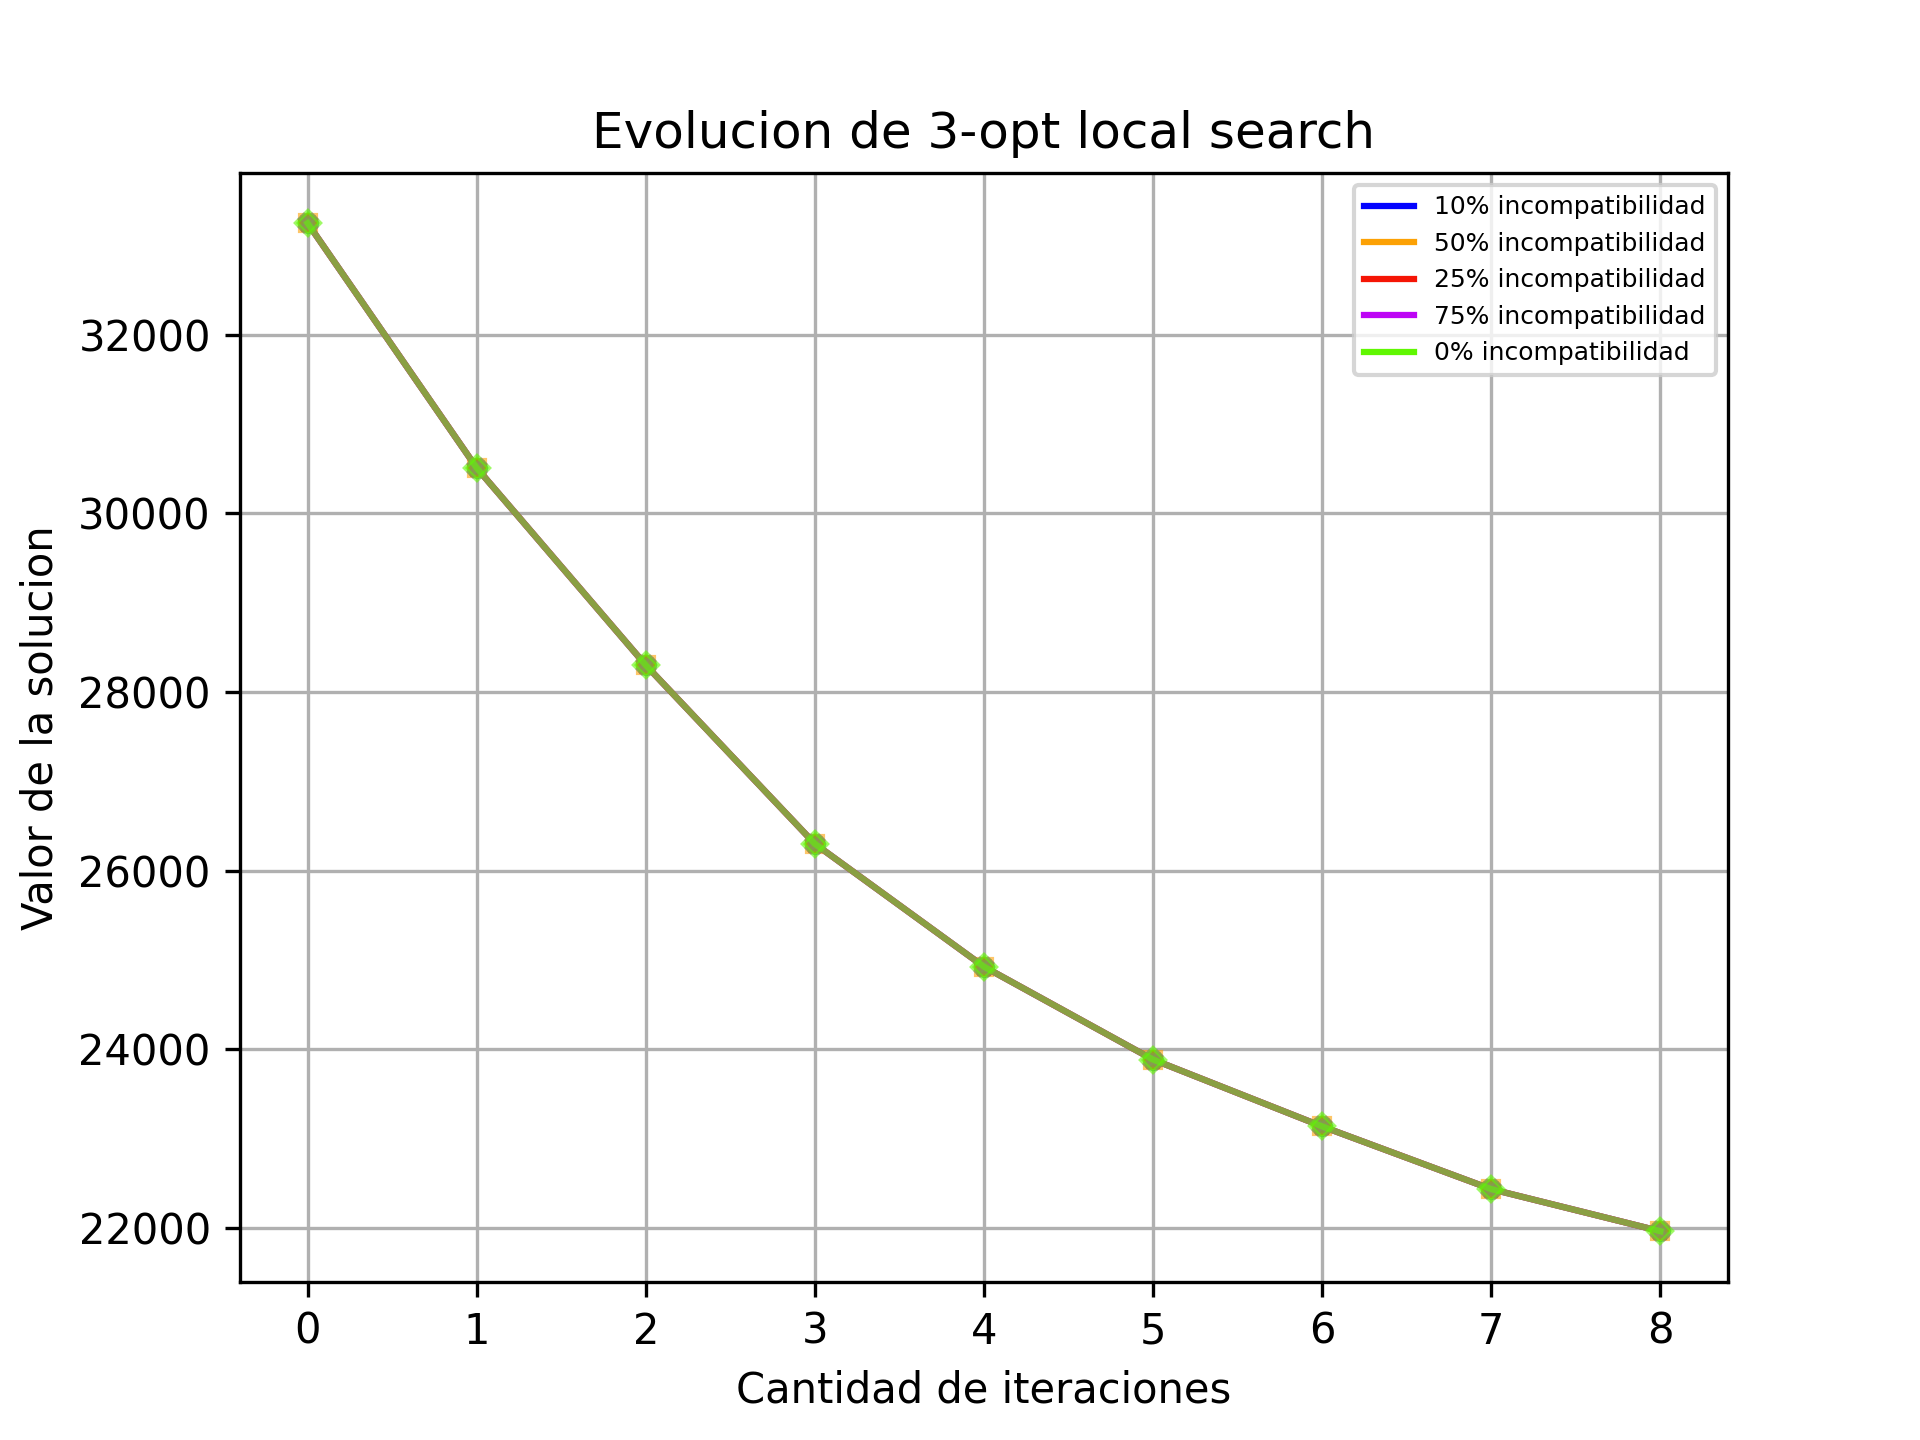 Evolucion de 3-opt local search
10% incompatibilidad
50% incompatibilidad
25% incompatibilidad
75% incompatibilidad
0% incompatibilidad
Valor de la solucion
32000
30000
28000
26000
24000
22000
0 1 2 3 4 5 6 7 8
Cantidad de iteraciones